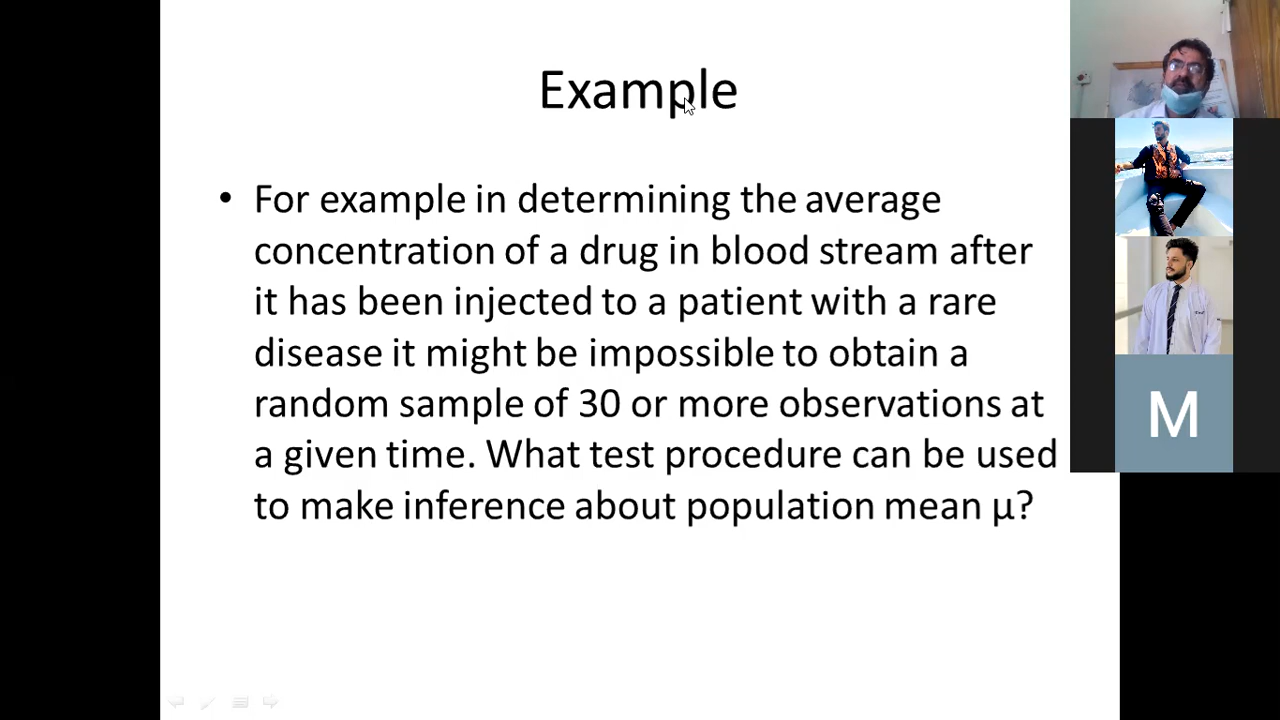 Example
• For example in determining the average
concentration of a drug in blood stream after
it has been injected to a patient with a rare
disease it might be impossible to obtain a
random sample of 30 or more observations at
a given time. What test procedure can be used
to make inference about population mean μ?
M